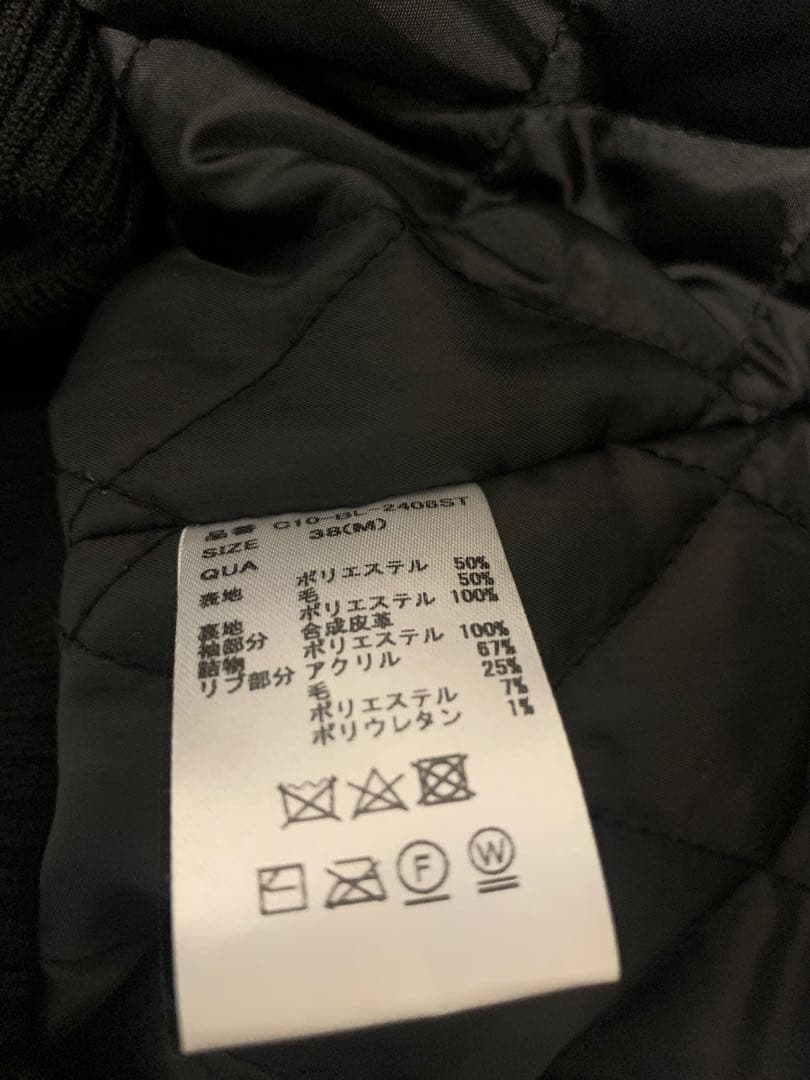 品番 C10-BL-2406ST
SIZE 38(M)
QUA
表地 ポリエステル 50%
毛 50%
裏地 ポリエステル 100%
袖部分 合成皮革
詰物 ポリエステル 100%
リブ部分 アクリル 67%
毛 25%
ポリエステル 7%
ポリウレタン 1%
F W